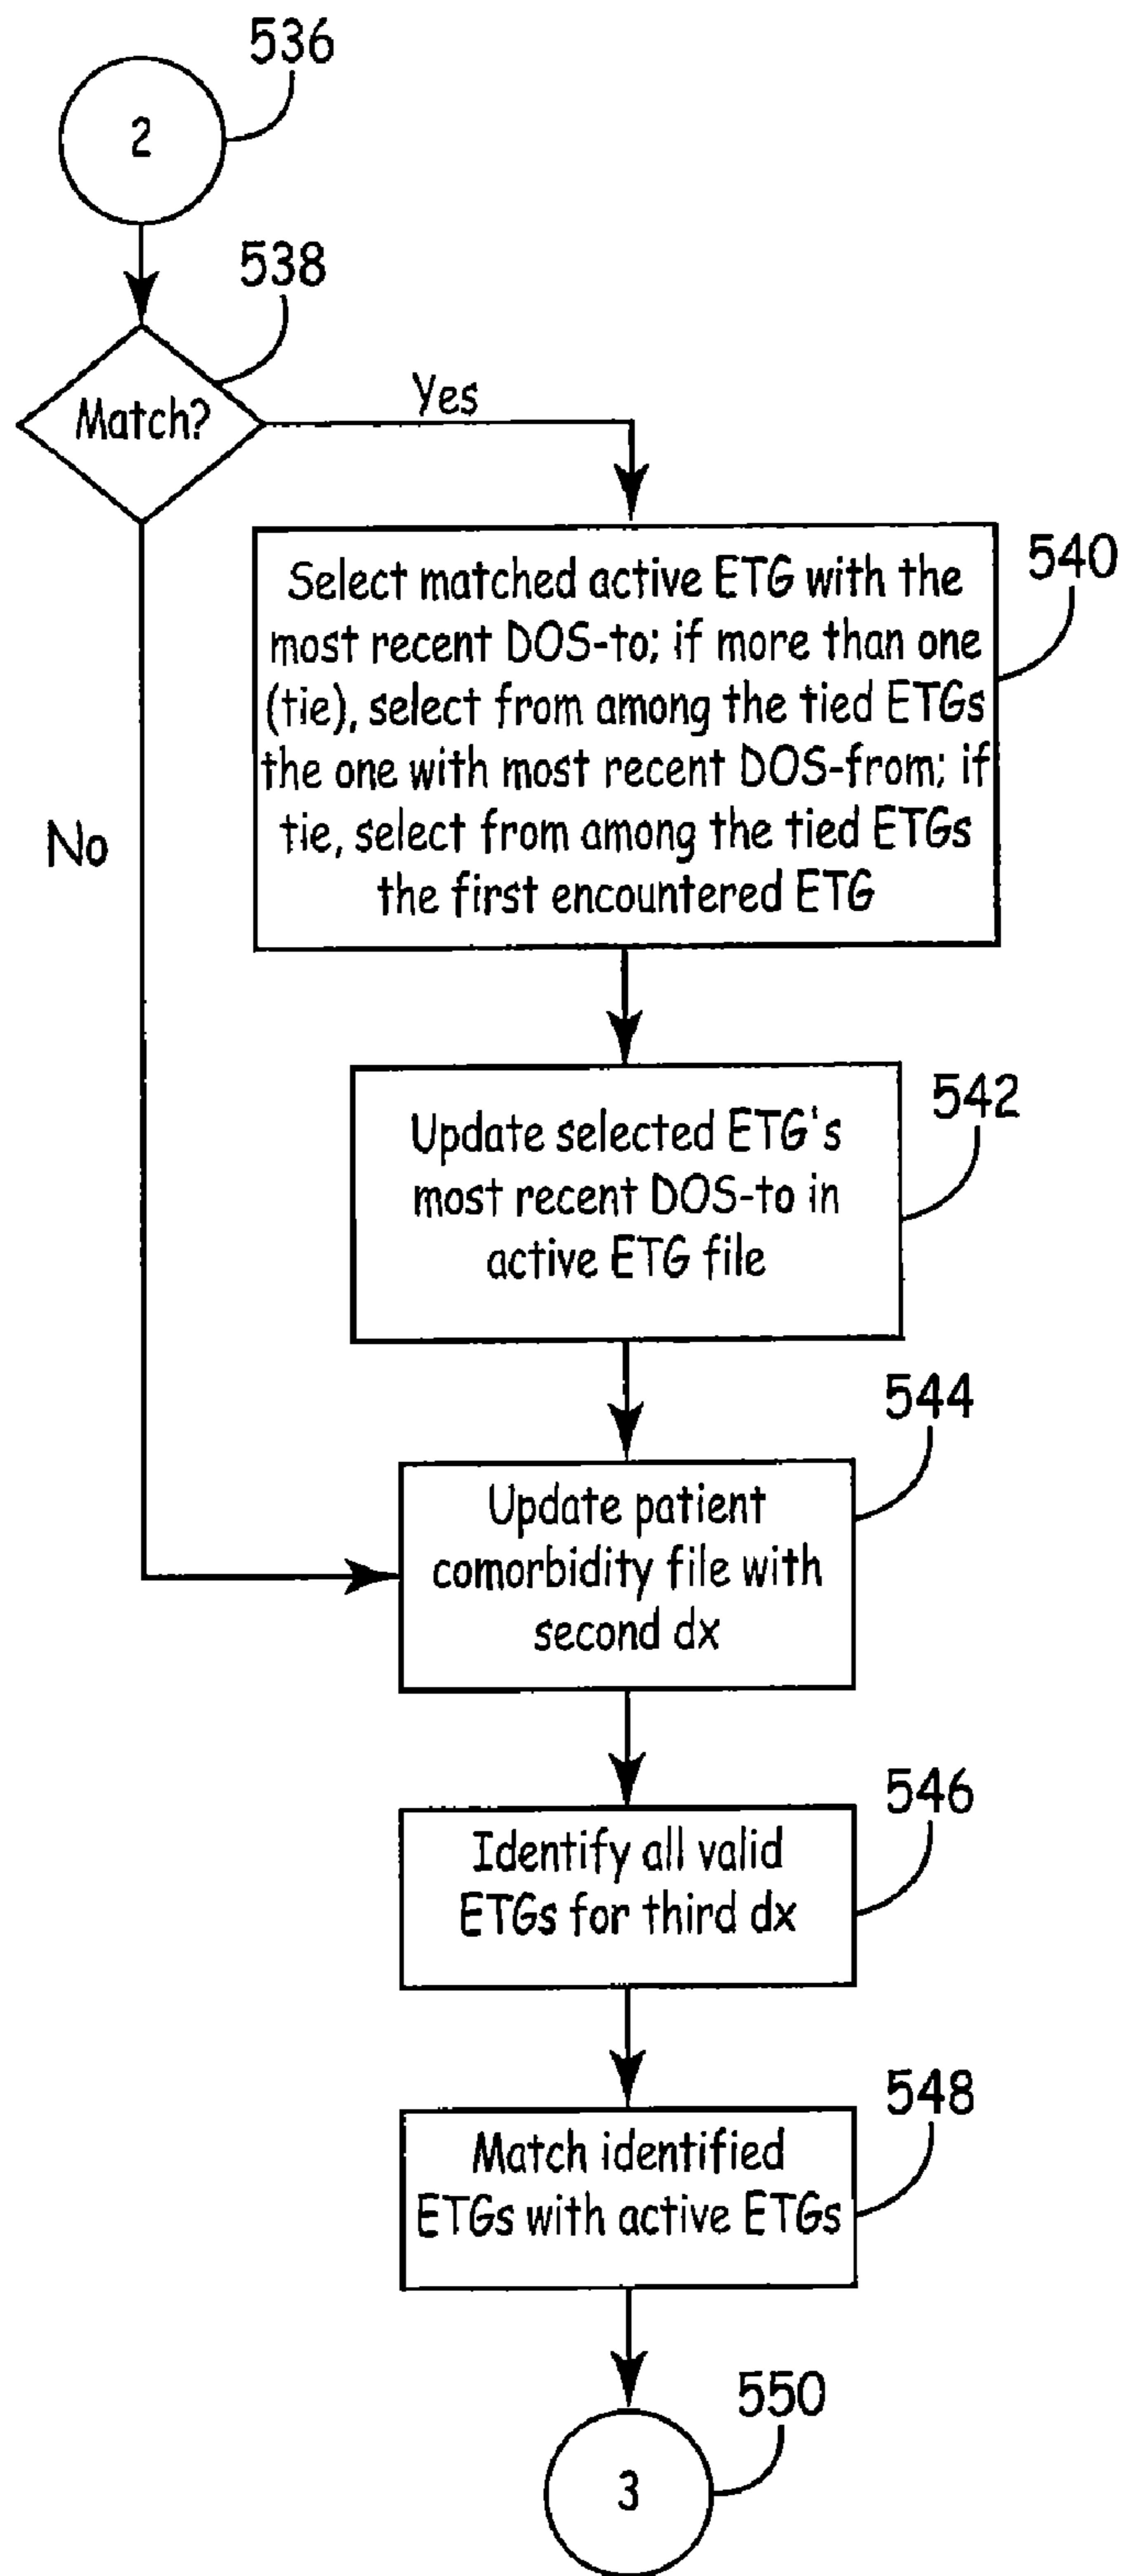 536
2
538
Match?
Yes
540
Select matched active ETG with the
most recent DOS-to; if more than one
(tie), select from among the tied ETGs
the one with most recent DOS-from; if
tie, select from among the tied ETGs
the first encountered ETG
No
542
Update selected ETG's
most recent DOS-to in
active ETG file
544
Update patient
comorbidity file with
second dx
546
Identify all valid
ETGs for third dx
548
Match identified
ETGs with active ETGs
550
3